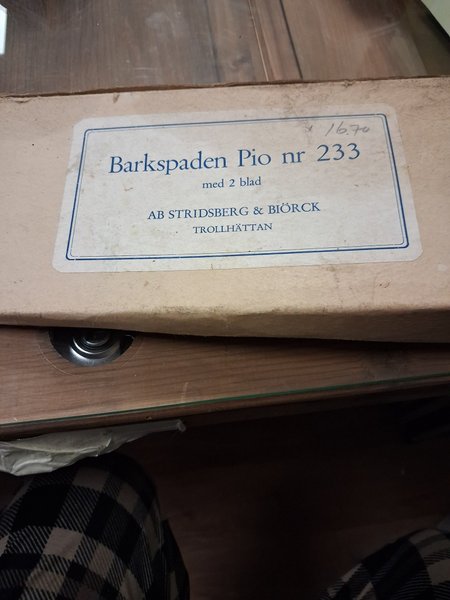 16.70
Barkspaden Pio nr 233
med 2 blad
AB STRIDSBERG & BIÖRCK
TROLLHÄTTAN